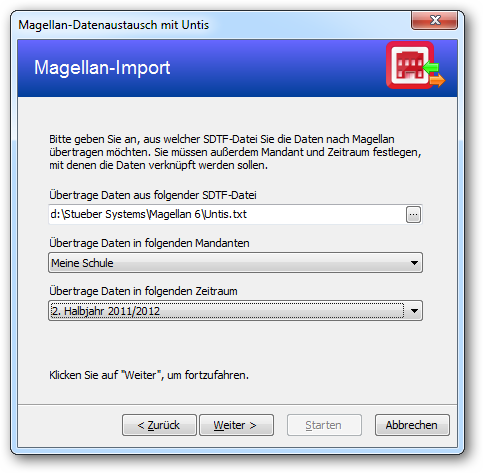 Magellan-Datenaustausch mit Untis
Magellan-Import
Bitte geben Sie an, aus welcher SDTF-Datei Sie die Daten nach Magellan
übertragen möchten. Sie müssen außerdem Mandant und Zeitraum festlegen,
mit denen die Daten verknüpft werden sollen.
Übertrage Daten aus folgender SDTF-Datei
d:\Stueber Systems\Magellan 6\Untis.txt
...
Übertrage Daten in folgenden Mandanten
Meine Schule
Übertrage Daten in folgenden Zeitraum
2. Halbjahr 2011/2012
Klicken Sie auf "Weiter", um fortzufahren.
< Zurück Weiter > Starten Abbrechen